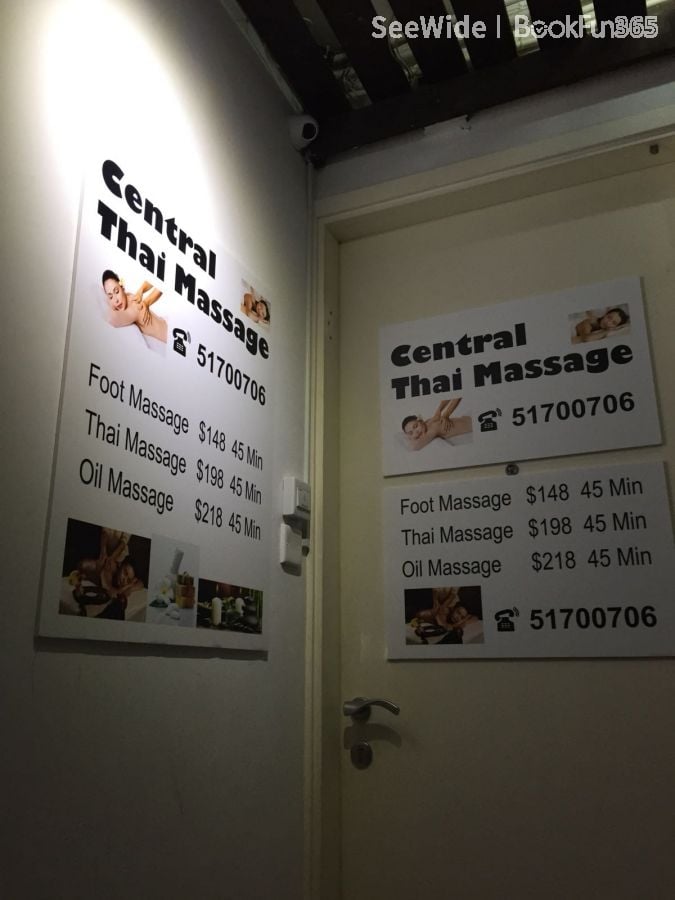 SeeWide | BookFun365
Central
Thai Massage
51700706
Foot Massage $148 45 Min
Thai Massage $198 45 Min
Oil Massage $218 45 Min
Central
Thai Massage
51700706
Foot Massage $148 45 Min
Thai Massage $198 45 Min
Oil Massage $218 45 Min
51700706